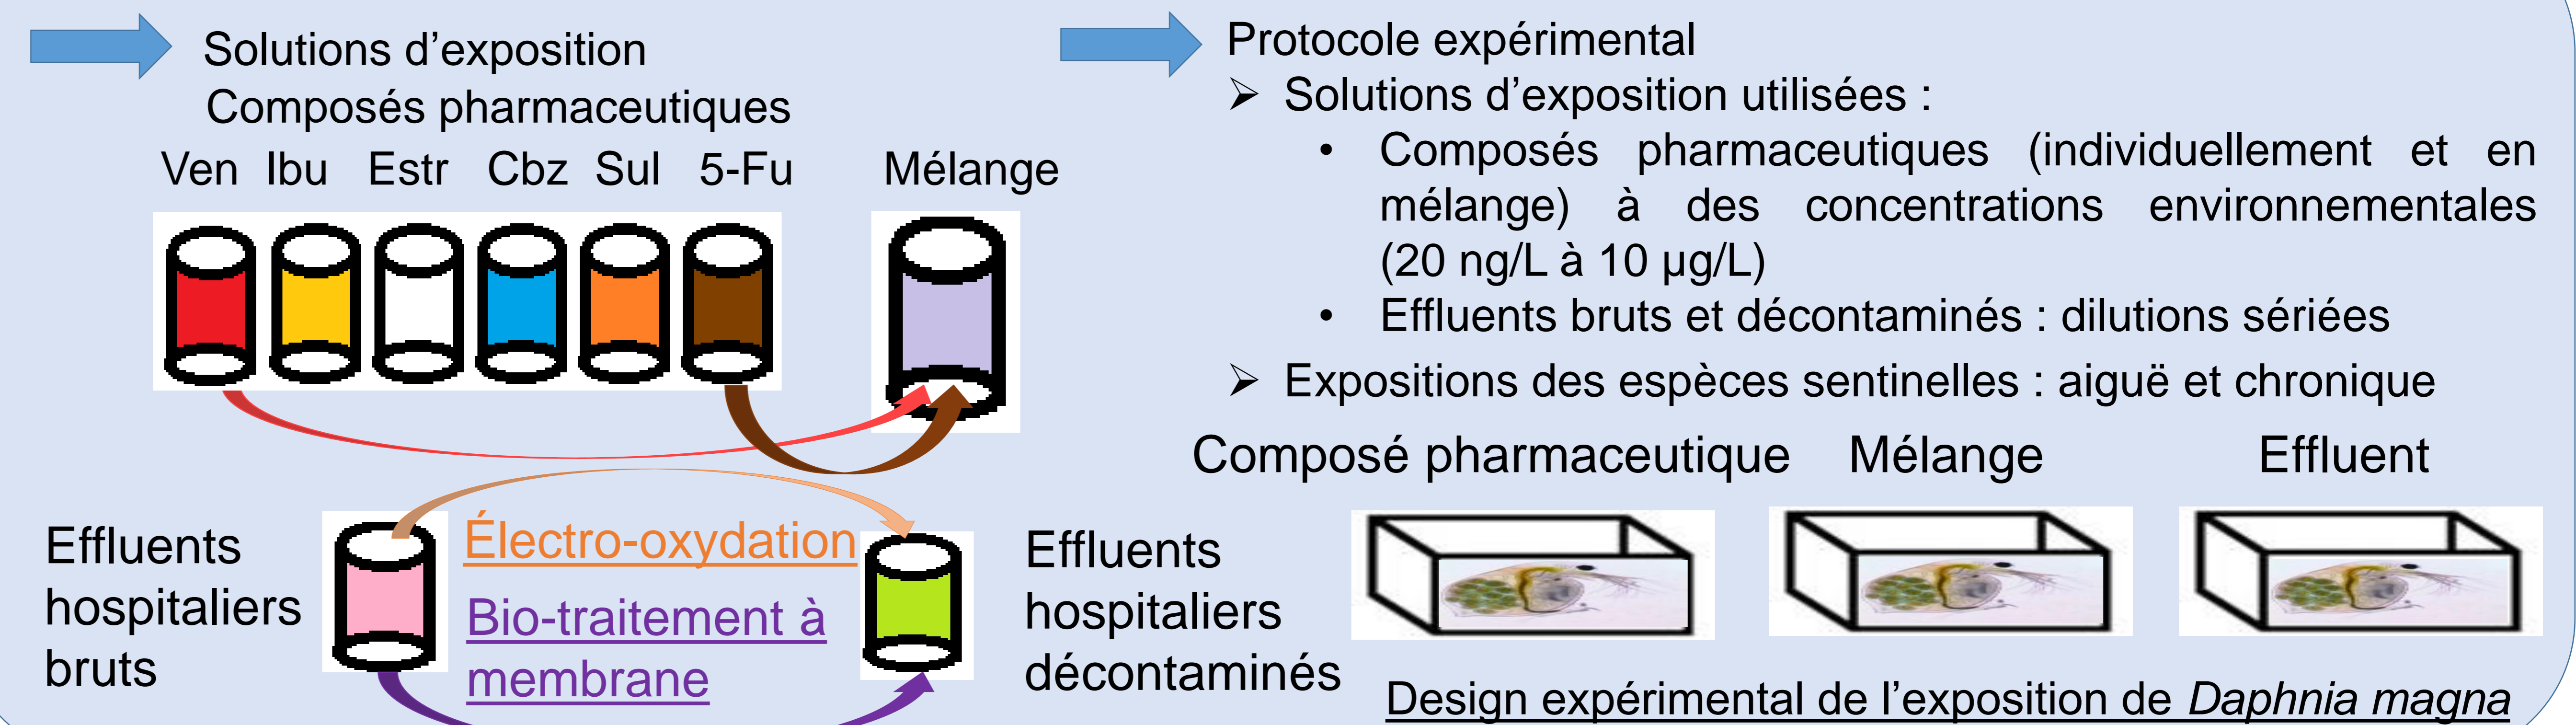 Solutions d'exposition
Composés pharmaceutiques
Ven Ibu Estr Cbz Sul 5-Fu Mélange
Effluents
hospitaliers
bruts
Électro-oxydation
Bio-traitement à
membrane
Effluents
hospitaliers
décontaminés
Protocole expérimental
➢ Solutions d'exposition utilisées :
• Composés pharmaceutiques (individuellement et en
mélange) à des concentrations environnementales
(20 ng/L à 10 µg/L)
• Effluents bruts et décontaminés : dilutions sériées
➢ Expositions des espèces sentinelles : aiguë et chronique
Composé pharmaceutique Mélange Effluent
Design expérimental de l'exposition de Daphnia magna